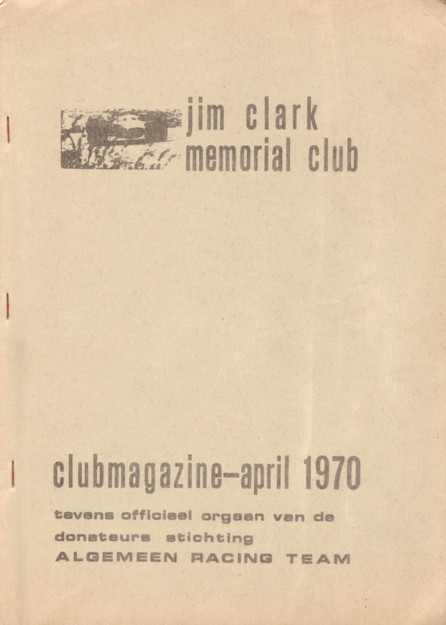 jim clark
memorial club
clubmagazine-april 1970
tevens officieel orgaan van de
donateurs stichting
ALGEMEEN RACING TEAM